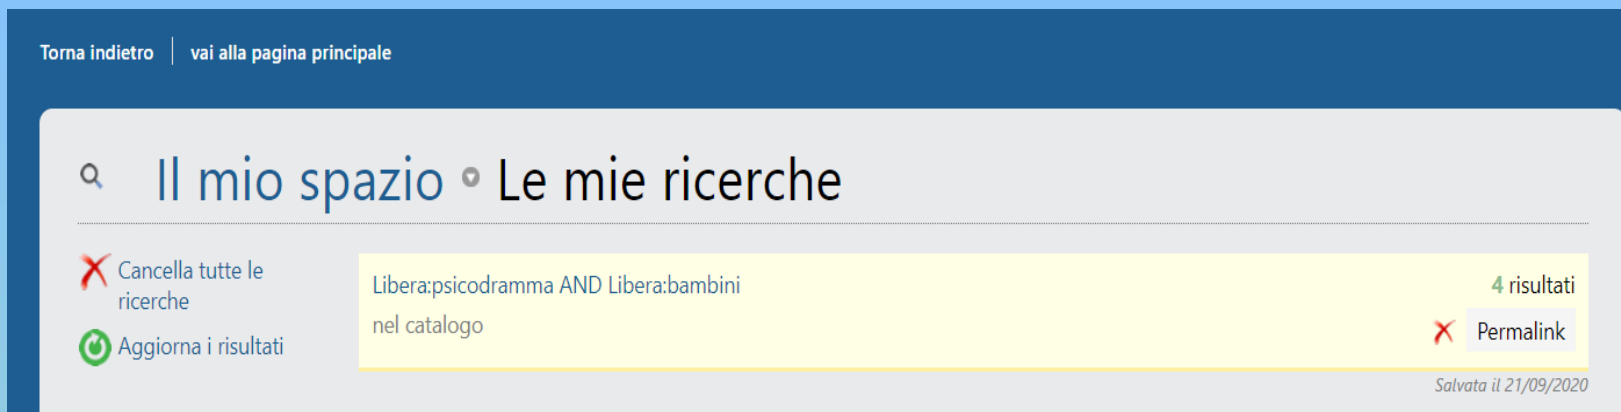 Torna indietro vai alla pagina principale
Il mio spazio Le mie ricerche
Cancella tutte le
ricerche
Aggiorna i risultati
Libera:psicodramma AND Libera:bambini
nel catalogo
4 risultati
Permalink
Salvata il 21/09/2020